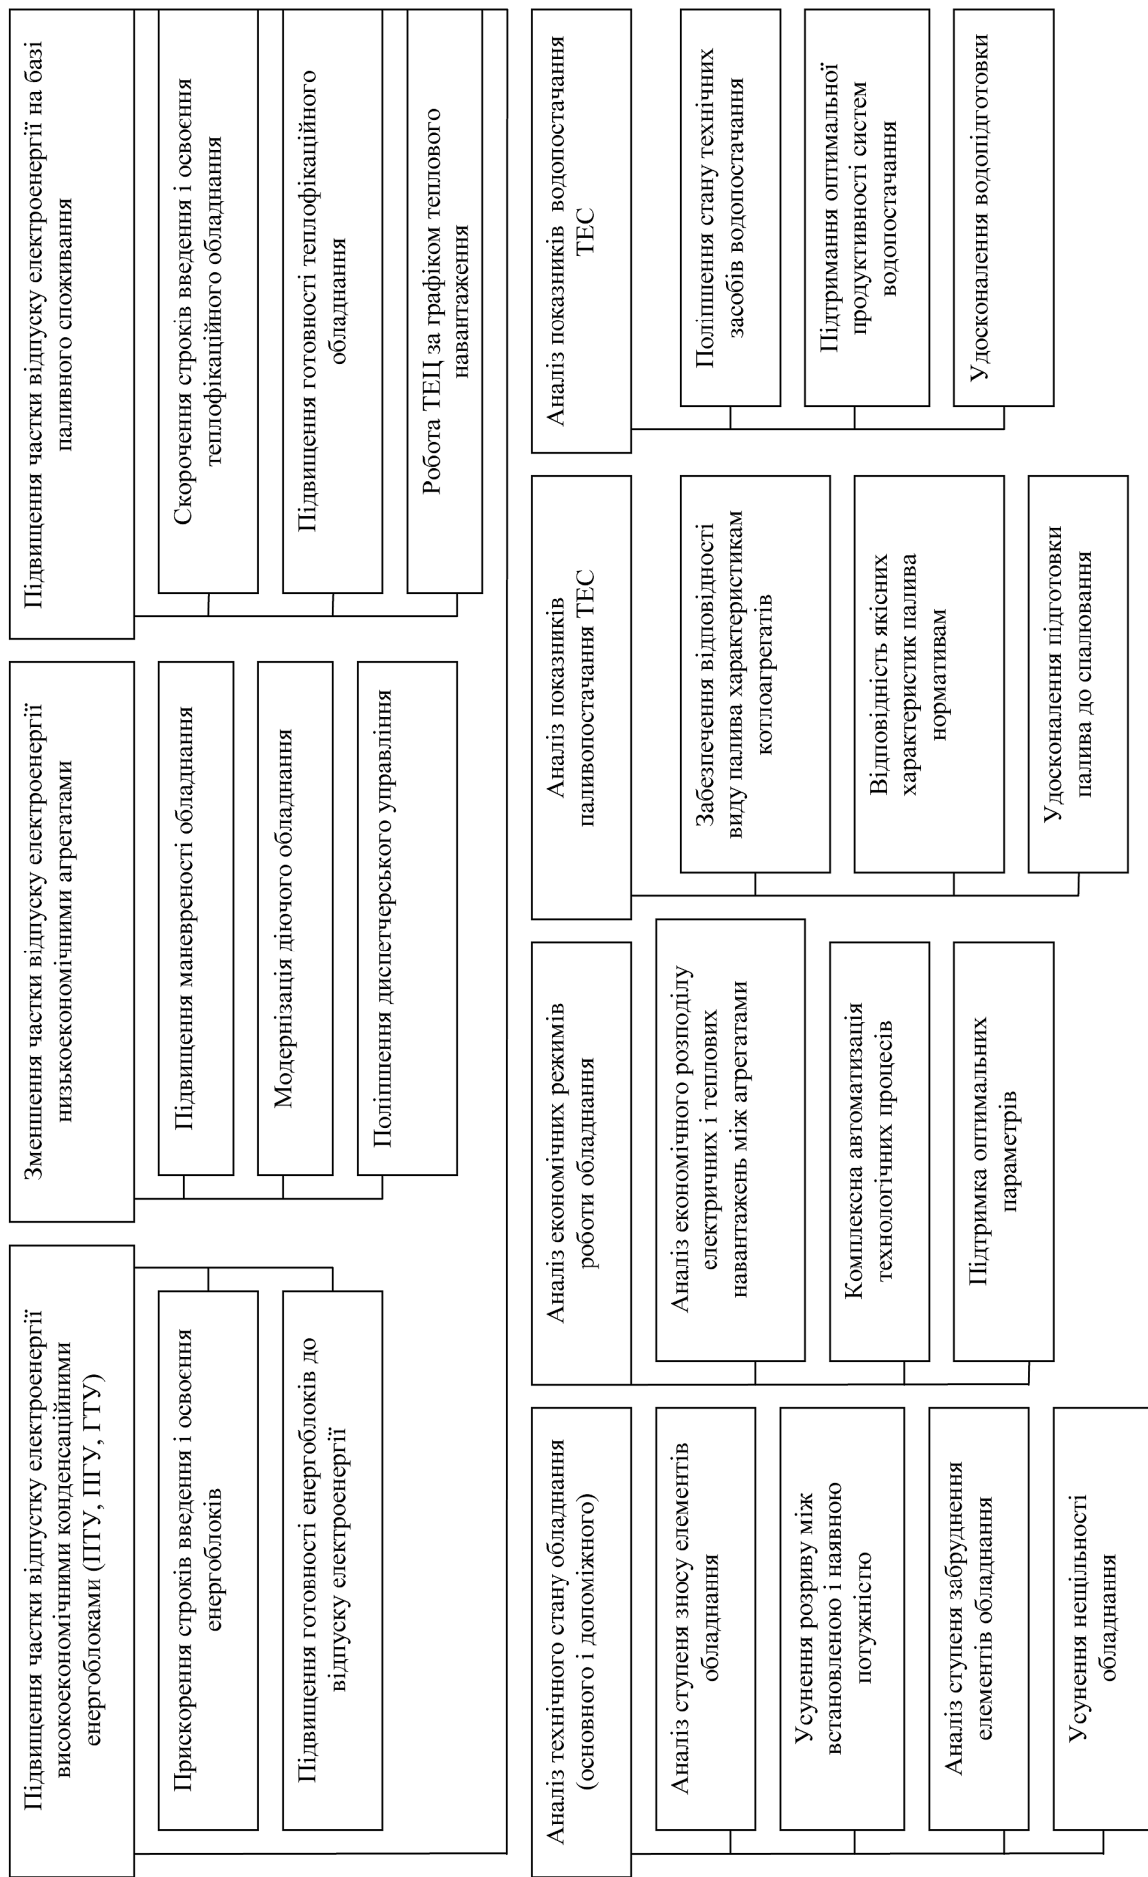 Підвищення частки відпустку електроенергії
високоекономічними конденсаційними
енергоблоками (ПТУ, ПГУ, ГТУ)
Прискорення строків введення і освоєння
енергоблоків
Підвищення готовності енергоблоків до
відпуску електроенергії
Зменшення частки відпуску електроенергії
низькоекономічними агрегатами
Підвищення маневреності обладнання
Модернізація діючого обладнання
Поліпшення диспетчерського управління
Підвищення частки відпуску електроенергії на базі
паливного споживання
Скорочення строків введення і освоєння
теплофікаційного обладнання
Підвищення готовності теплофікаційного
обладнання
Робота ТЕЦ за графіком теплового
навантаження
Аналіз технічного стану обладнання
(основного і допоміжного)
Аналіз ступеня зносу елементів
обладнання
Усунення розриву між
встановленою і наявною
потужністю
Аналіз ступеня забруднення
елементів обладнання
Усунення нещільності
обладнання
Аналіз економічних режимів
роботи обладнання
Аналіз економічного розподілу
електричних і теплових
навантажень між агрегатами
Комплексна автоматизація
технологічних процесів
Підтримка оптимальних
параметрів
Аналіз показників
паливопостачання ТЕС
Забезпечення відповідності
виду палива характеристикам
котлоагрегатів
Відповідність якісних
характеристик палива
нормативам
Удосконалення підготовки
палива до спалювання
Аналіз показників водопостачання
ТЕС
Поліпшення стану технічних
засобів водопостачання
Підтримання оптимальної
продуктивності систем
водопостачання
Удосконалення водопідготовки